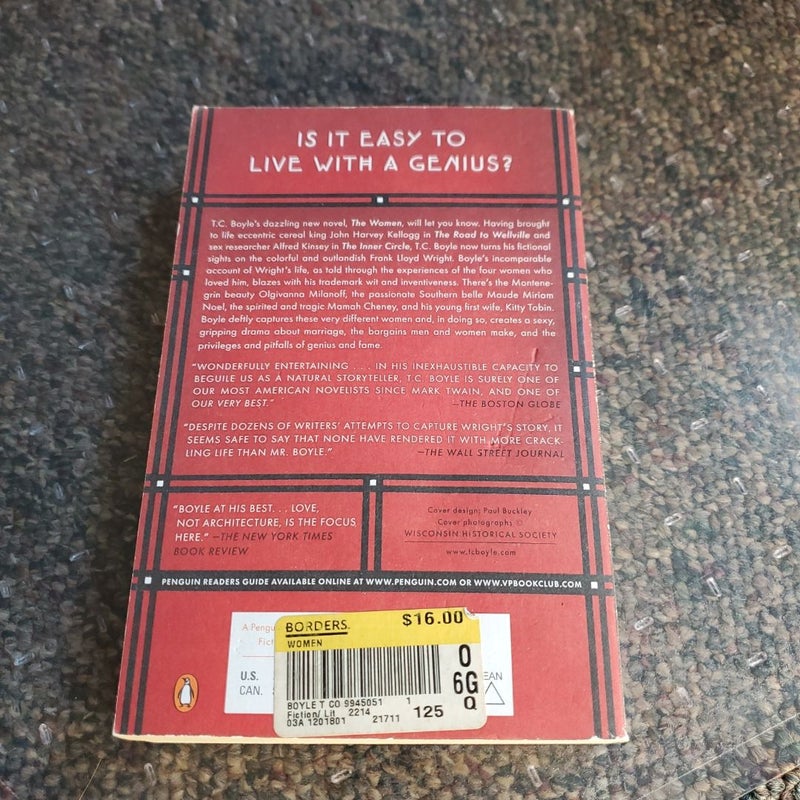 IS IT EASY TO
LIVE WITH A GENIUS?
T.C. Boyle's dazzling new novel, The Women, will let you know. Having brought
to life eccentric cereal king John Harvey Kellogg in The Road to Wellville and
sex researcher Alfred Kinsey in The Inner Circle, T.C. Boyle now turns his fictional
sights on the colorful and outlandish Frank Lloyd Wright. Boyle's incomparable
account of Wright's life, as told through the experiences of the four women who
loved him, blazes with his trademark wit and inventiveness. There's the Montene-
grin beauty Olgivanna Milanoff, the passionate Southern belle Maude Miriam
Noel, the spirited and tragic Mamah Cheney, and his young first wife, Kitty Tobin.
Boyle deftly captures these very different women and, in doing so, creates a sexy,
gripping drama about marriage, the bargains men and women make, and the
privileges and pitfalls of genius and fame.
"WONDERFULLY ENTERTAINING . . . IN HIS INEXHAUSTIBLE CAPACITY TO
BEGUILE US AS A NATURAL STORYTELLER, T.C. BOYLE IS SURELY ONE OF
OUR MOST AMERICAN NOVELISTS SINCE MARK TWAIN, AND ONE OF
OUR VERY BEST." —THE BOSTON GLOBE
"DESPITE DOZENS OF WRITERS' ATTEMPTS TO CAPTURE WRIGHT'S STORY, IT
SEEMS SAFE TO SAY THAT NONE HAVE RENDERED IT WITH MORE CRACK-
LING LIFE THAN MR. BOYLE." —THE WALL STREET JOURNAL
"BOYLE AT HIS BEST. . . LOVE,
NOT ARCHITECTURE, IS THE FOCUS
HERE." —THE NEW YORK TIMES
BOOK REVIEW
Cover design: Paul Buckley
Cover photographs ©
WISCONSIN HISTORICAL SOCIETY
www.tcboyle.com
PENGUIN READERS GUIDE AVAILABLE ONLINE AT WWW.PENGUIN.COM OR WWW.VPBOOKCLUB.COM
A Pengu
Fict
U.S.
CAN.
EAN
BORDERS. $16.00
WOMEN
0
6G
Q
BOYLE T CO 9945051 1
Fiction/ Lit 2214
03A 1201801 21711 125